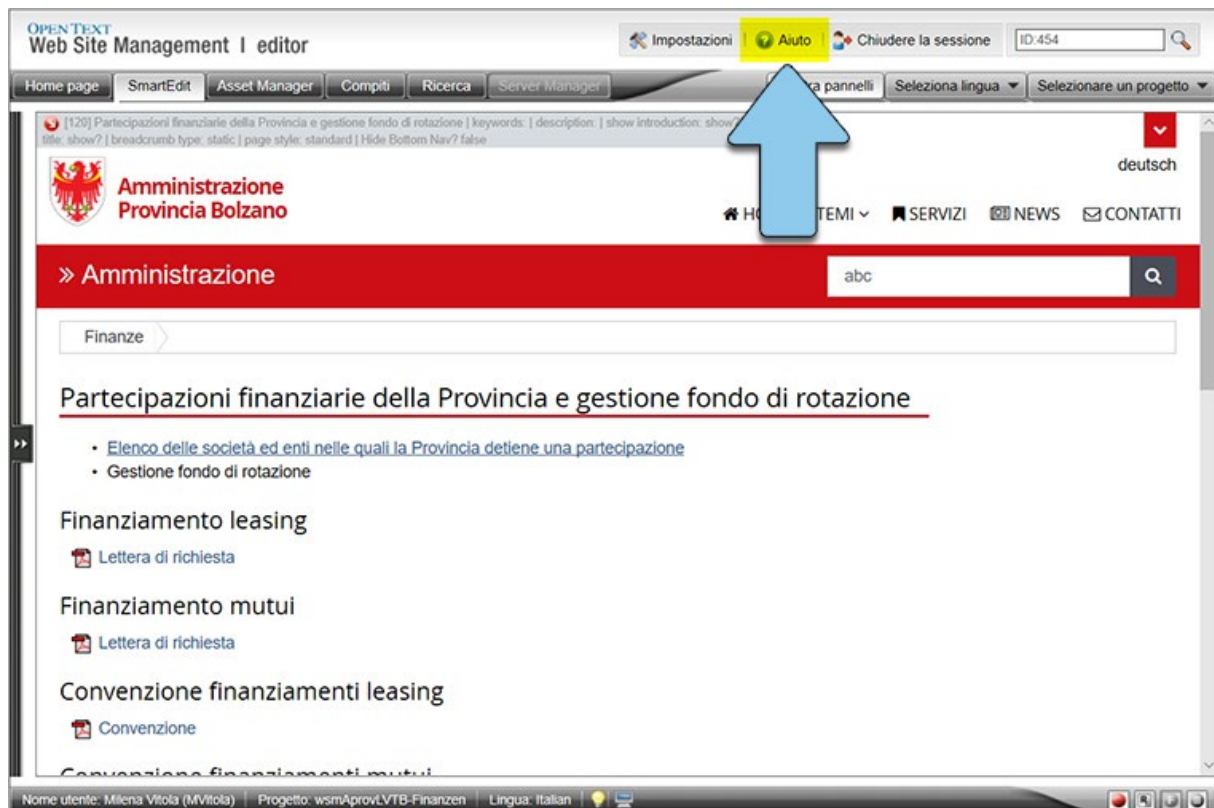 OPEN TEXT
Web Site Management | editor
Impostazioni
Aiuto
Chiudere la sessione
ID:454
Home page
SmartEdit
Asset Manager
Compiti
Ricerca
Server Manager
pannelli
Seleziona lingua
Selezionare un progetto
[120] Partecipazioni finanziarie della Provincia e gestione fondo di rotazione | keywords: | description: | show introduction: show?
title: show? | breadcrumb type: static | page style: standard | Hide Bottom Nav? false
deutsch
Amministrazione
Provincia Bolzano
TEMI
SERVIZI
NEWS
CONTATTI
» Amministrazione
abc
Finanze
Partecipazioni finanziarie della Provincia e gestione fondo di rotazione
• Elenco delle società ed enti nelle quali la Provincia detiene una partecipazione
• Gestione fondo di rotazione
Finanziamento leasing
Lettera di richiesta
Finanziamento mutui
Lettera di richiesta
Convenzione finanziamenti leasing
Convenzione
Convenzione finanziamenti mutui
Nome utente: Milena Vitola (MVitola)
Progetto: wsmAprovLVTB-Finanzen
Lingua: Italian